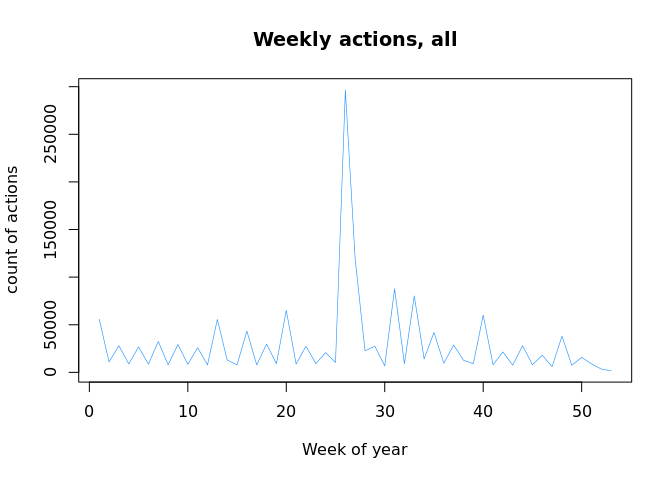 Weekly actions, all
count of actions
250000
150000
50000
0
0 10 20 30 40 50
Week of year